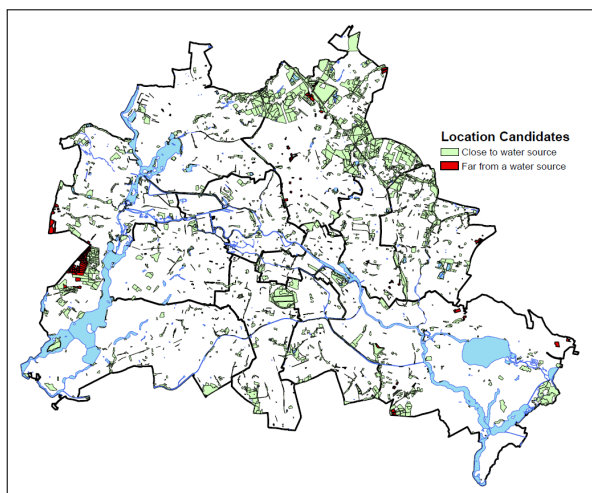 Location Candidates
Close to water source
Far from a water source